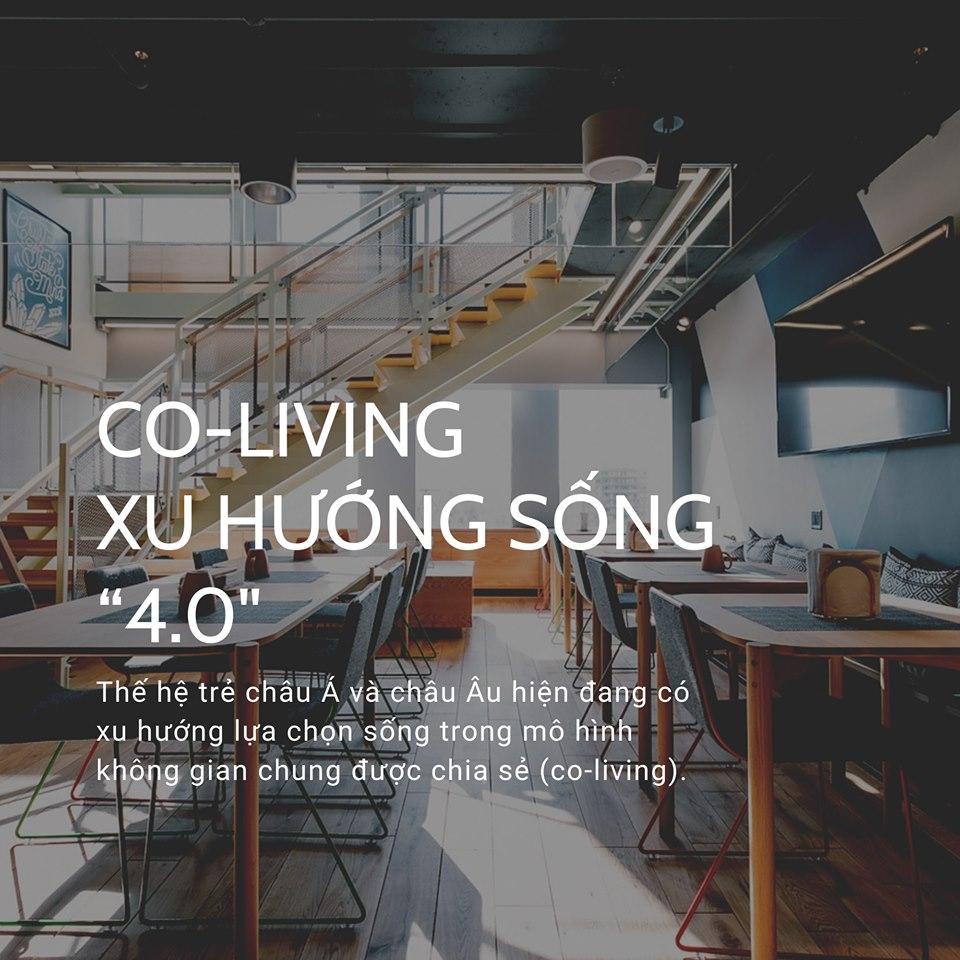 CO-LIVING
XU HƯỚNG SỐNG
“4.0"
Thế hệ trẻ châu Á và châu Âu hiện đang có
xu hướng lựa chọn sống trong mô hình
không gian chung được chia sẻ (co-living).